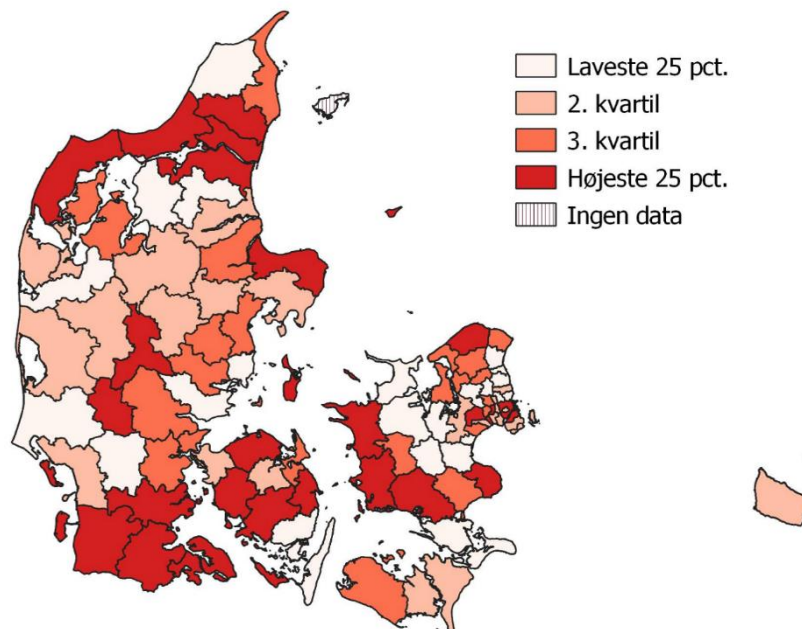 Laveste 25 pct.
2. kvartil
3. kvartil
Højeste 25 pct.
Ingen data